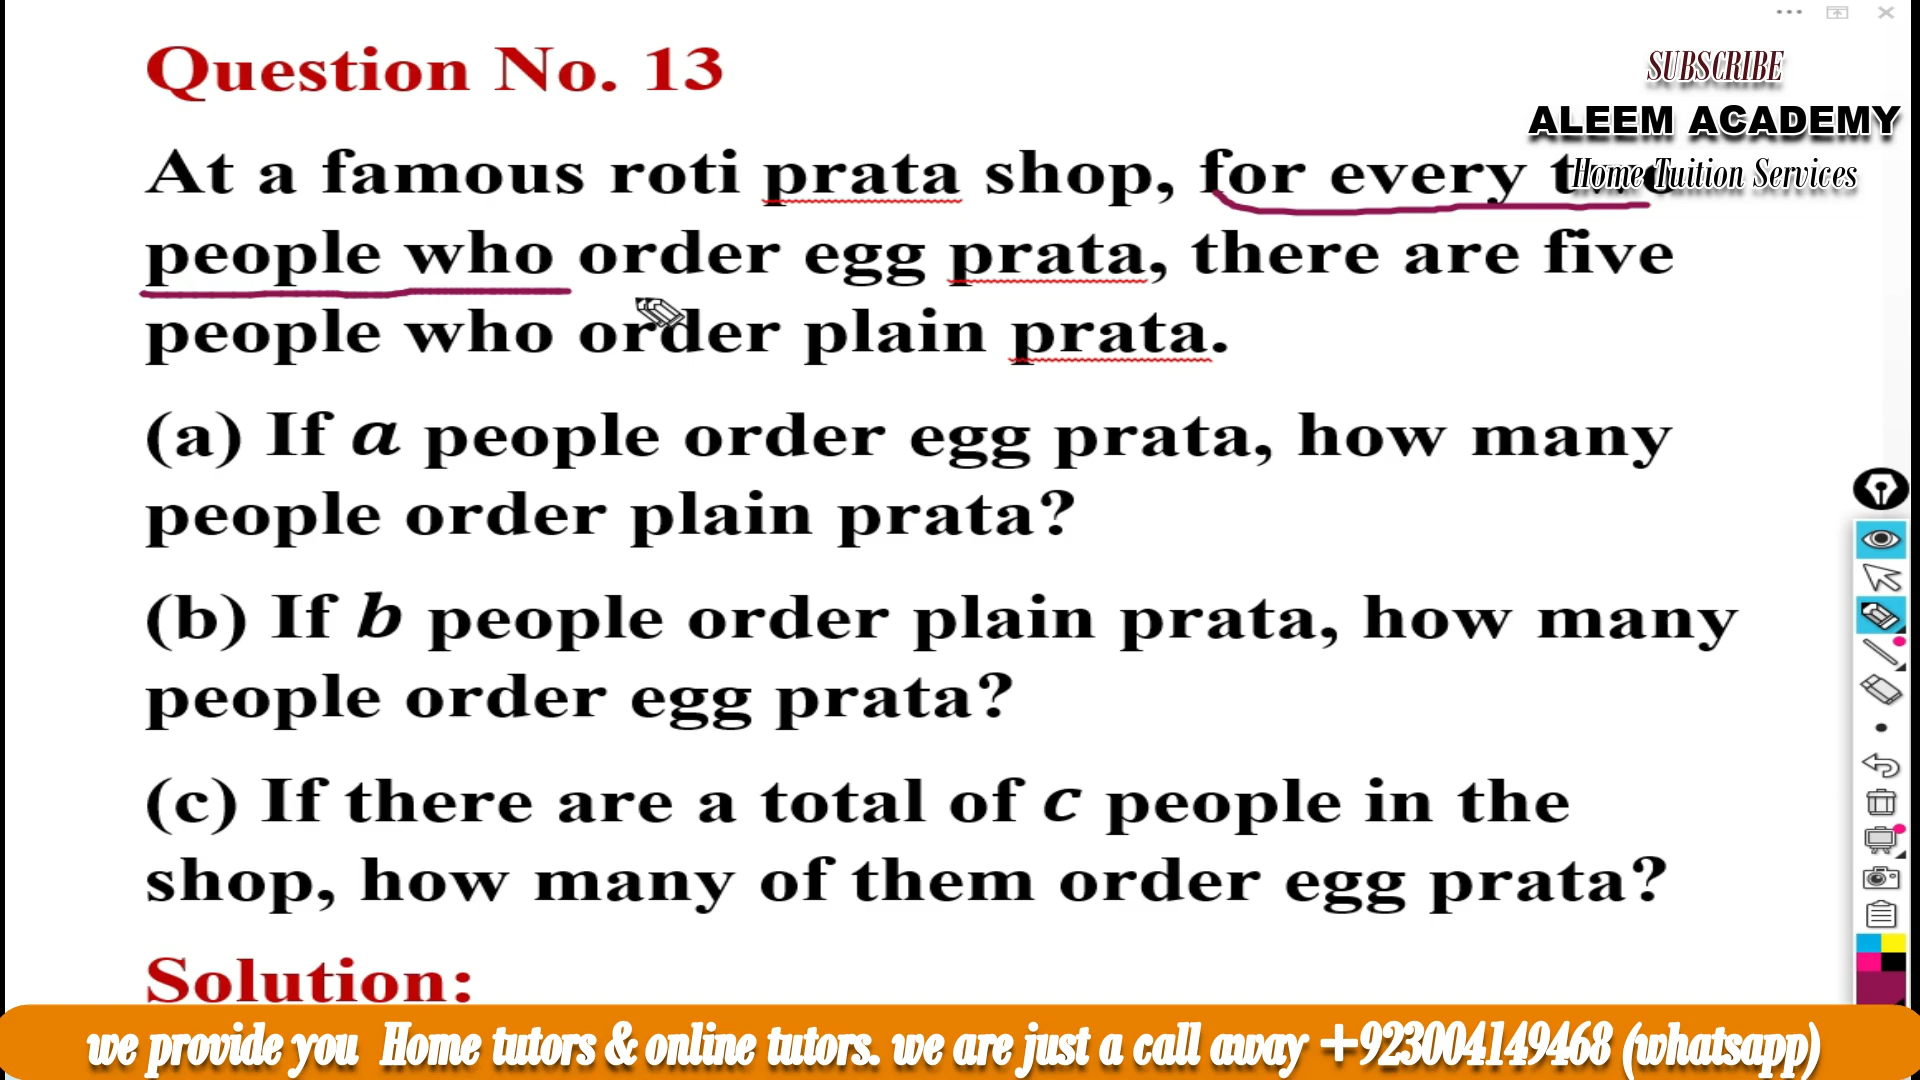 Question No. 13
SUBSCRIBE
ALEEM ACADEMY
Home Tuition Services
At a famous roti prata shop, for every
people who order egg prata, there are five
people who order plain prata.
(a) If a people order egg prata, how many
people order plain prata?
(b) If b people order plain prata, how many
people order egg prata?
(c) If there are a total of c people in the
shop, how many of them order egg prata?
Solution:
we provide you Home tutors & online tutors. we are just a call away +923004149468 (whatsapp)